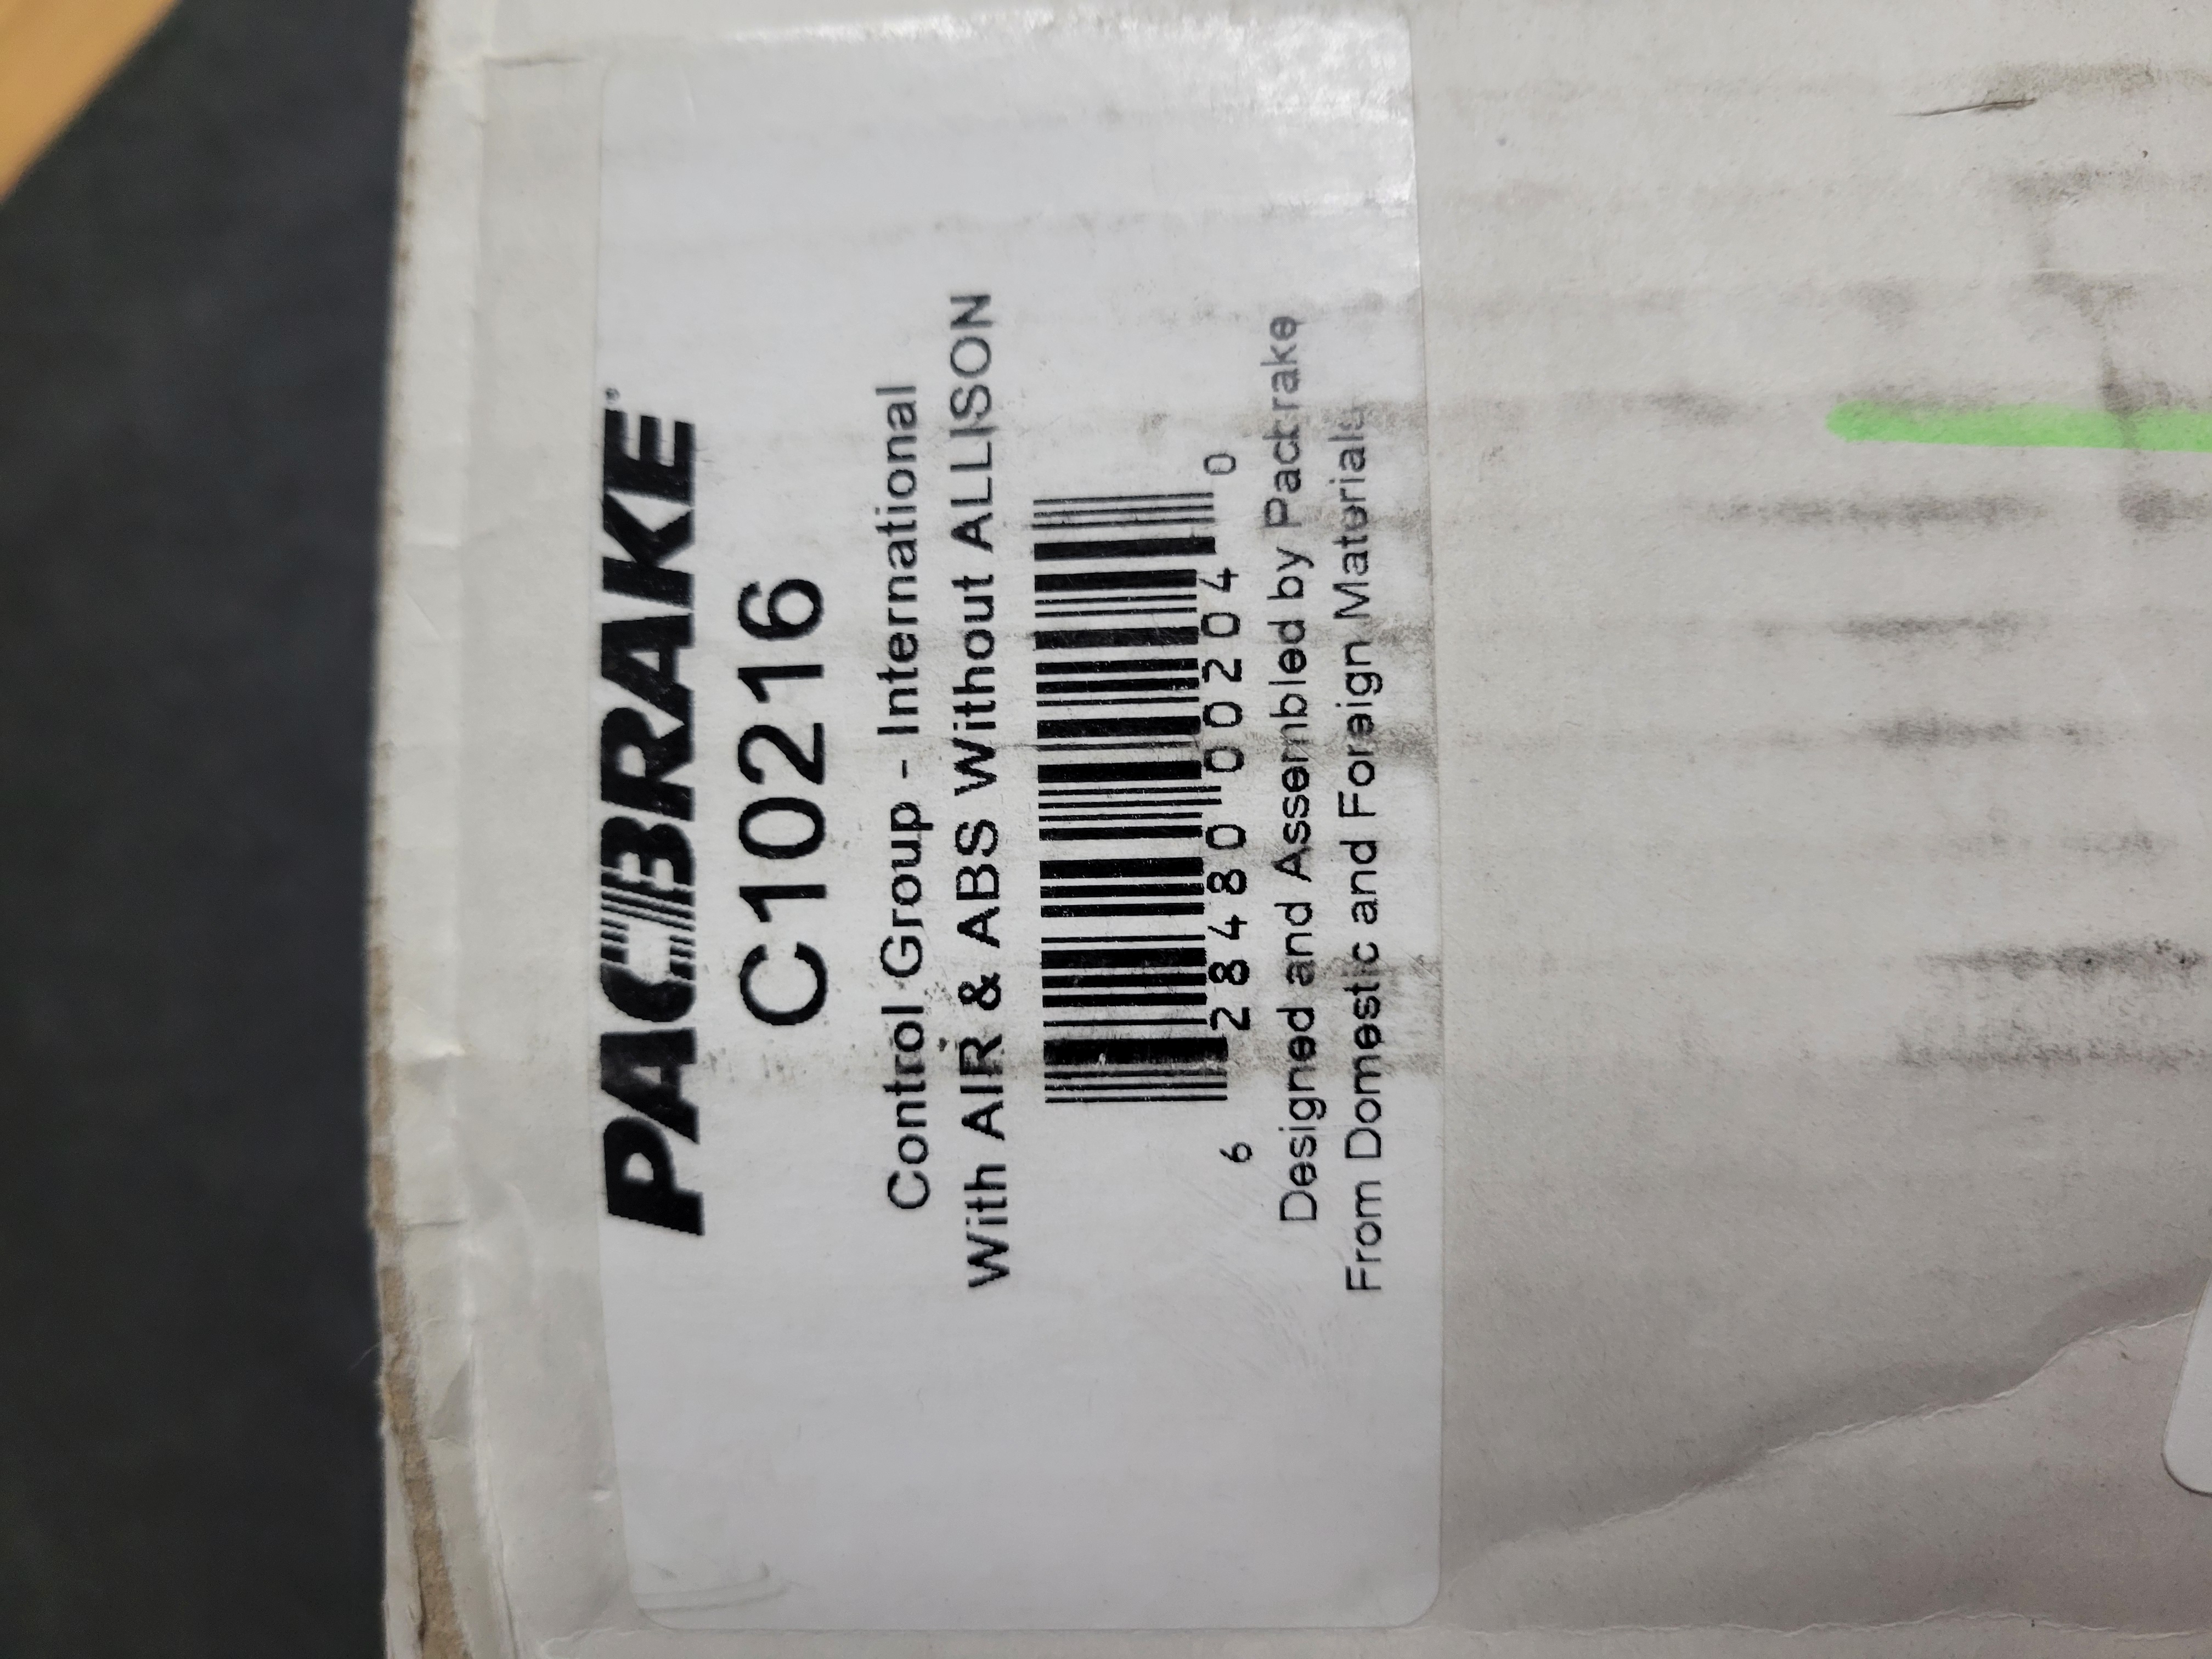 PACBRAKE®
C10216
Control Group - International
With AIR & ABS Without ALLISON
6 28480 00204 0
Designed and Assembled by Pacbrake
From Domestic and Foreign Materials